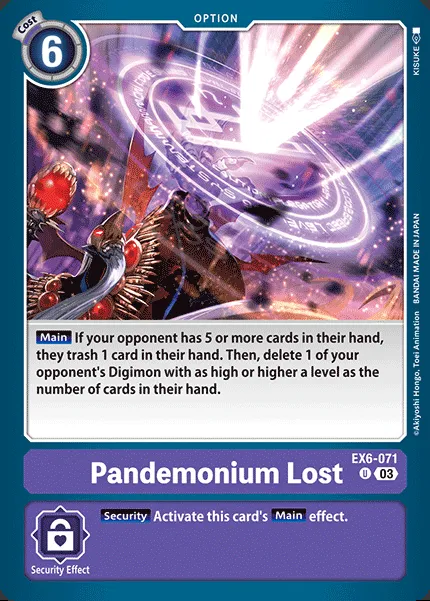 OPTION
Cost
6
KISUKE
©Akiyoshi Hongo, Toei Animation BANDAI MADE IN JAPAN
Main If your opponent has 5 or more cards in their hand,
they trash 1 card in their hand. Then, delete 1 of your
opponent's Digimon with as high or higher a level as the
number of cards in their hand.
EX6-071
Pandemonium Lost U 03
Security Activate this card's Main effect.
Security Effect